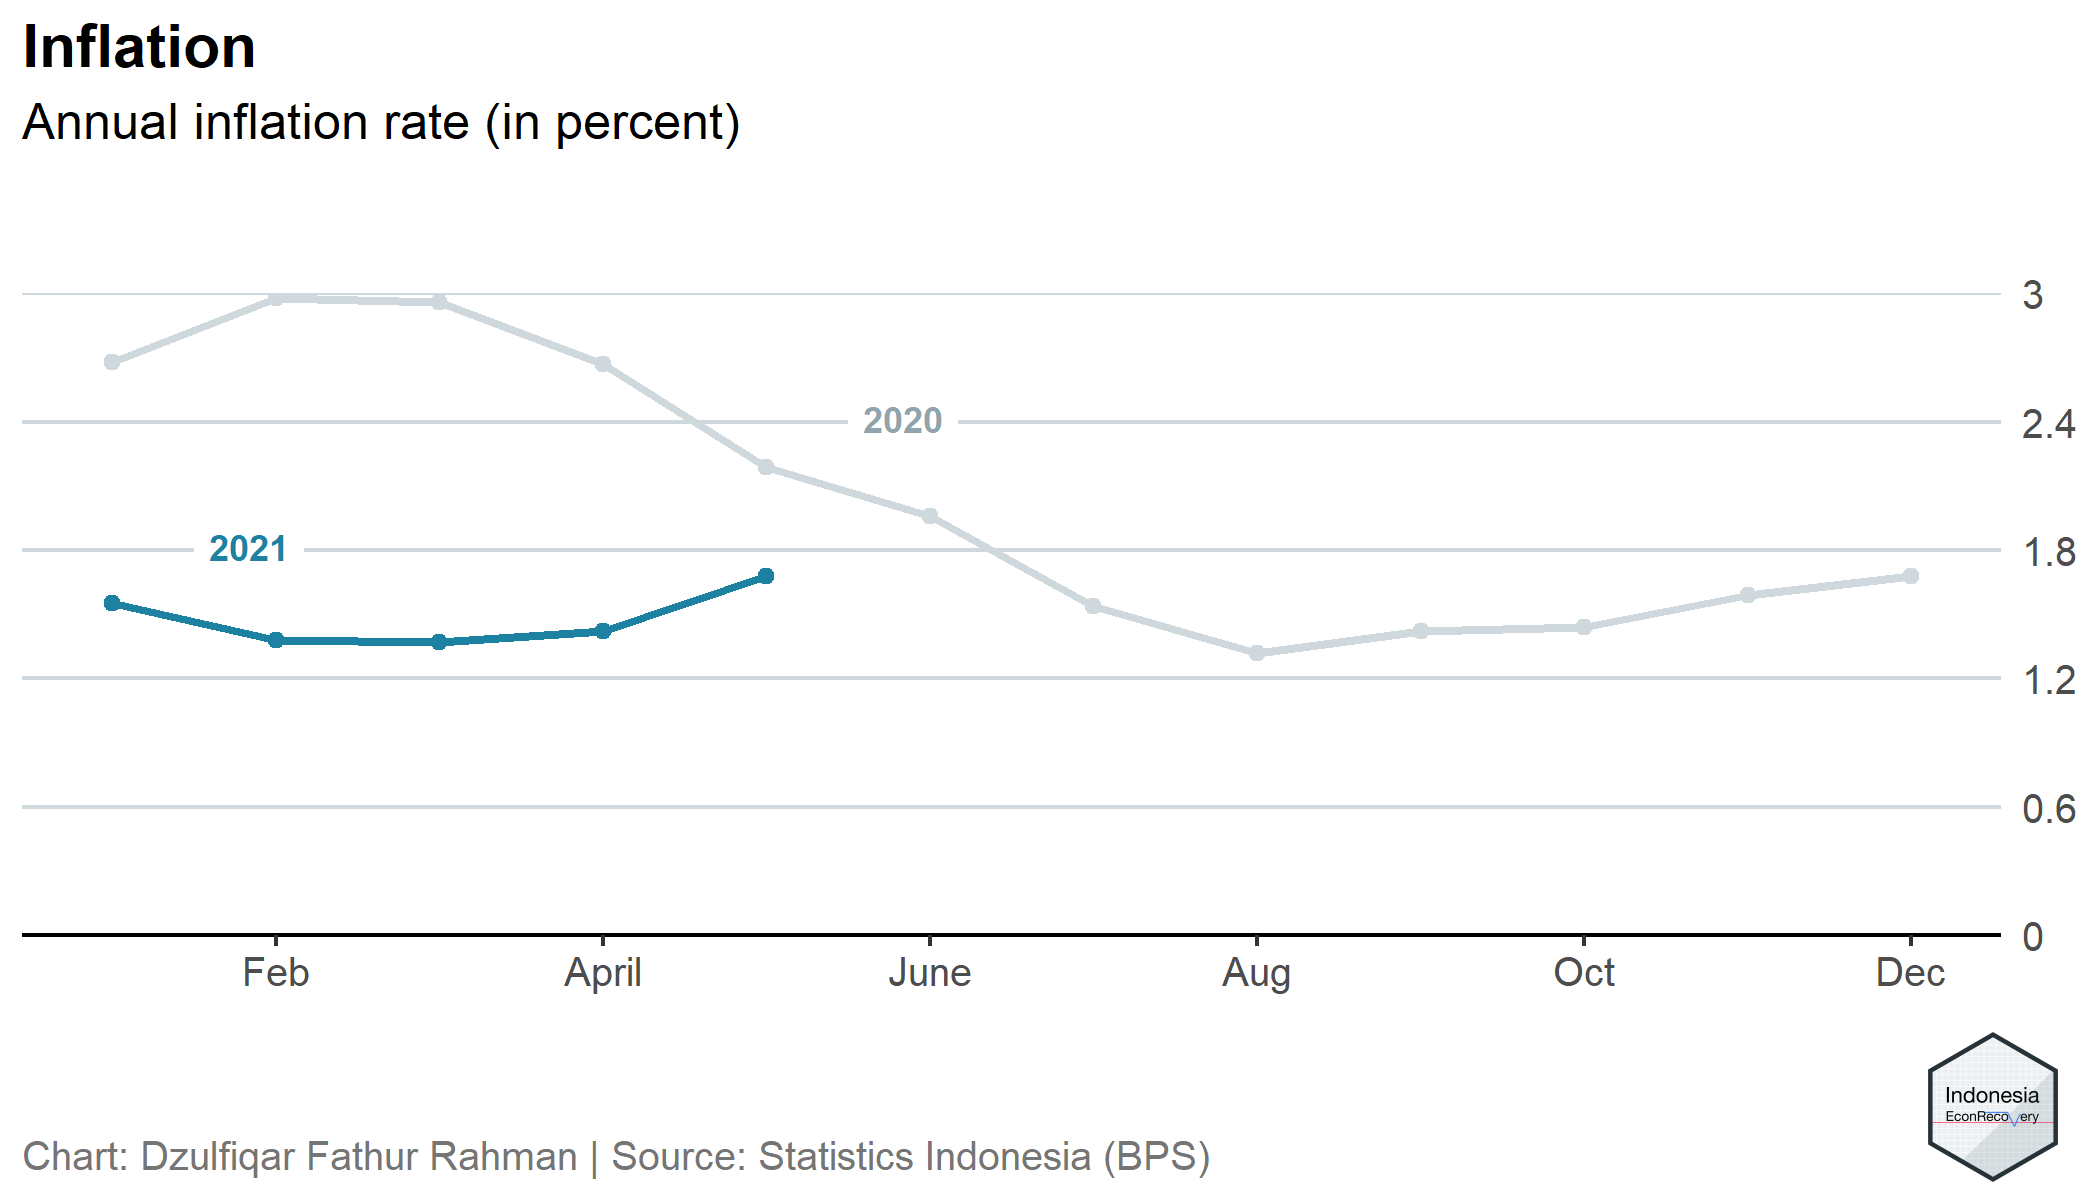 Inflation
Annual inflation rate (in percent)
3
2.4
2020
1.8
2021
1.2
0.6
0
Feb April June Aug Oct Dec
Indonesia
EconRecovery
Chart: Dzulfiqar Fathur Rahman | Source: Statistics Indonesia (BPS)